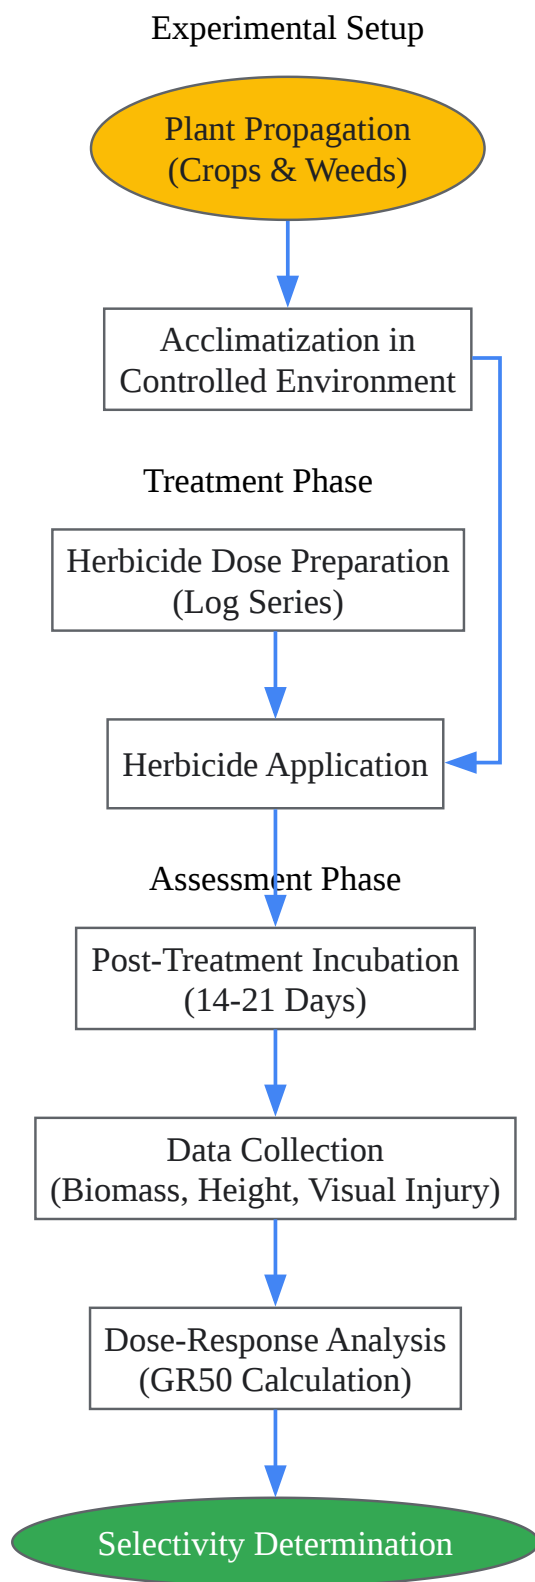 Experimental Setup
Plant Propagation
(Crops & Weeds)
Acclimatization in
Controlled Environment
Treatment Phase
Herbicide Dose Preparation
(Log Series)
Herbicide Application
Assessment Phase
Post-Treatment Incubation
(14-21 Days)
Data Collection
(Biomass, Height, Visual Injury)
Dose-Response Analysis
(GR50 Calculation)
Selectivity Determination